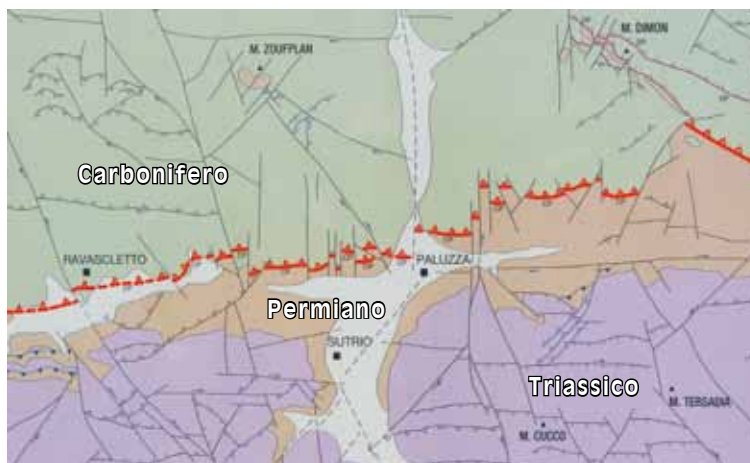 M. ZOUFPLAN
M. DIMON
Carbonifero
RAVASCLETTO
PALUZZA
Permiano
SUTRIO
Triassico
M. TERSADIA
M. CUCCO